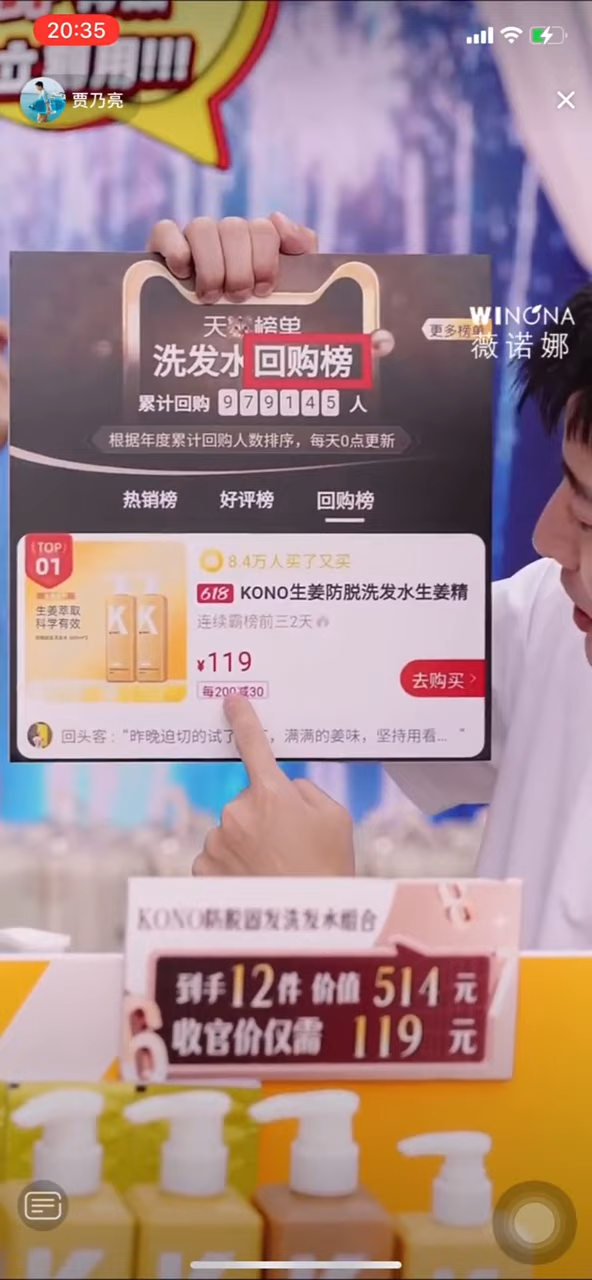 20:35
立
用!!!
贾乃亮
WINONA
薇诺娜
天猫榜单
更多榜单
洗发水回购榜
累计回购 979145 人
根据年度累计回购人数排序，每天0点更新
热销榜 好评榜 回购榜
TOP
01
生姜萃取
科学有效
8.4万人买了又买
618 KONO生姜防脱洗发水生姜精
连续霸榜前三2天
¥119
每200减30
去购买
回头客：“昨晚迫切的试了 ，满满的姜味，坚持用看... ”
KONO防脱固发洗发水组合
到手12件 价值 514 元
收官价仅需 119 元
K
K